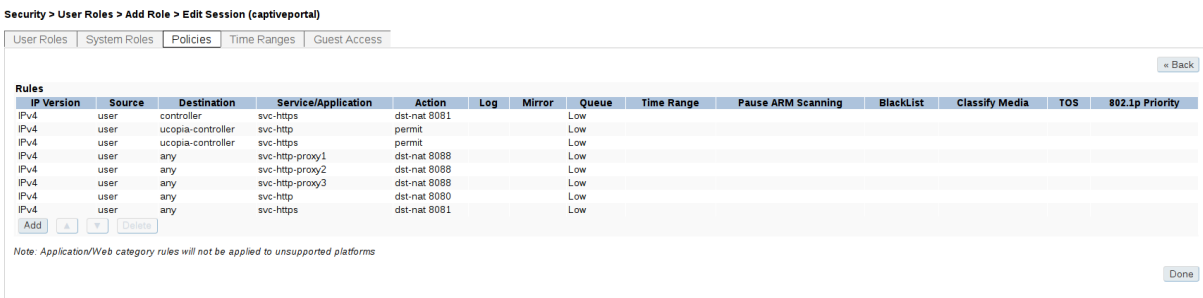 Security > User Roles > Add Role > Edit Session (captiveportal)
User Roles System Roles Policies Time Ranges Guest Access
« Back
Rules
IP Version Source Destination Service/Application Action Log Mirror Queue Time Range Pause ARM Scanning BlackList Classify Media TOS 802.1p Priority
IPv4 user controller svc-https dst-nat 8081 Low
IPv4 user ucopia-controller svc-http permit Low
IPv4 user ucopia-controller svc-https permit Low
IPv4 user any svc-http-proxy1 dst-nat 8088 Low
IPv4 user any svc-http-proxy2 dst-nat 8088 Low
IPv4 user any svc-http-proxy3 dst-nat 8088 Low
IPv4 user any svc-http dst-nat 8080 Low
IPv4 user any svc-https dst-nat 8081 Low
Add ▲ ▼ Delete
Note: Application/Web category rules will not be applied to unsupported platforms
Done